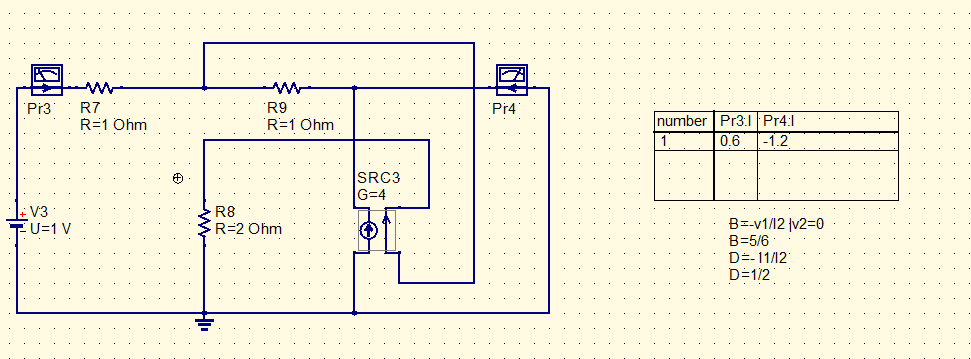 Pr3
R7
R=1 Ohm
R9
R=1 Ohm
Pr4
SRC3
G=4
V3
U=1 V
R8
R=2 Ohm
number Pr3.I Pr4.I
1 0.6 -1.2
B=-v1/I2 |v2=0
B=5/6
D=-I1/I2
D=1/2